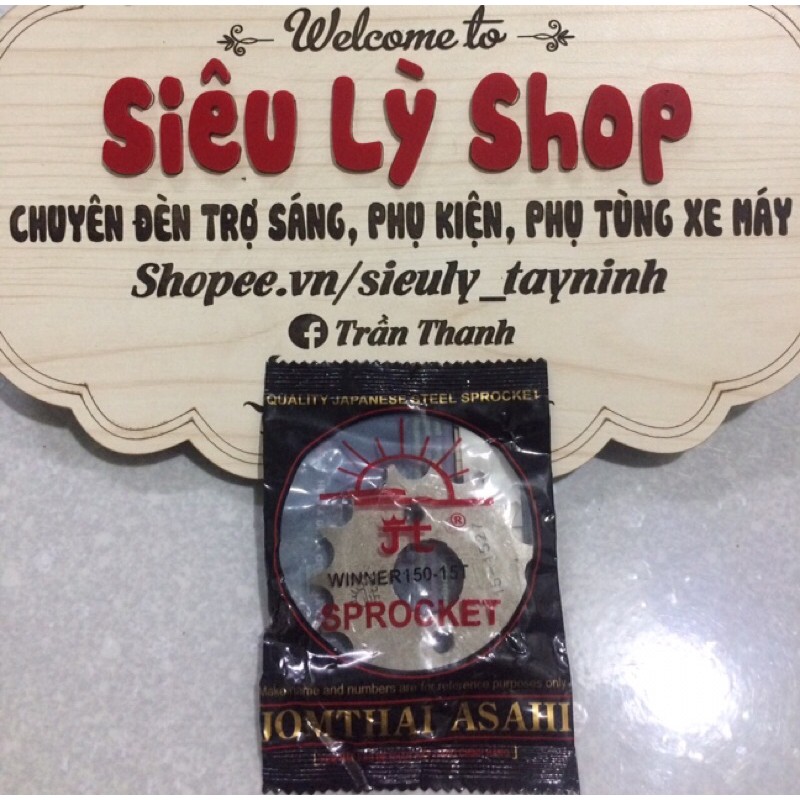 Welcome to
Siêu Lỳ Shop
CHUYÊN ĐÈN TRỢ SÁNG, PHỤ KIỆN, PHỤ TÙNG XE MÁY
Shopee.vn/sieuly_tayninh
Trần Thanh
QUALITY JAPANESE STEEL SPROCKET
Jt ®
WINNER150-15T
SPROCKET
Make name and numbers are for reference purposes only
JOMTHAI ASAHI